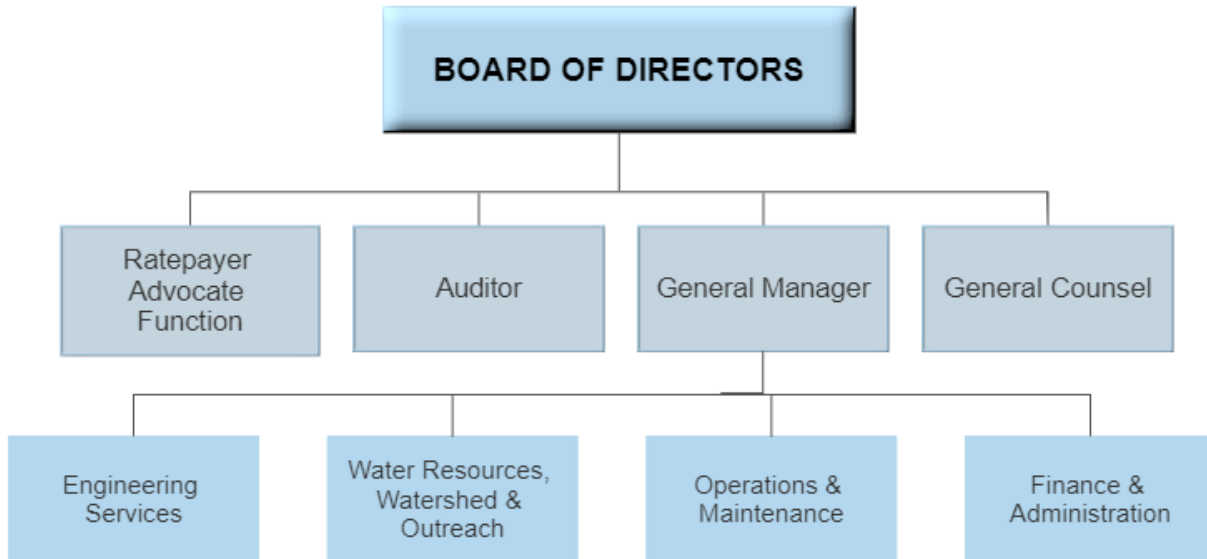 BOARD OF DIRECTORS
Ratepayer
Advocate
Function
Auditor
General Manager
General Counsel
Engineering
Services
Water Resources,
Watershed &
Outreach
Operations &
Maintenance
Finance &
Administration